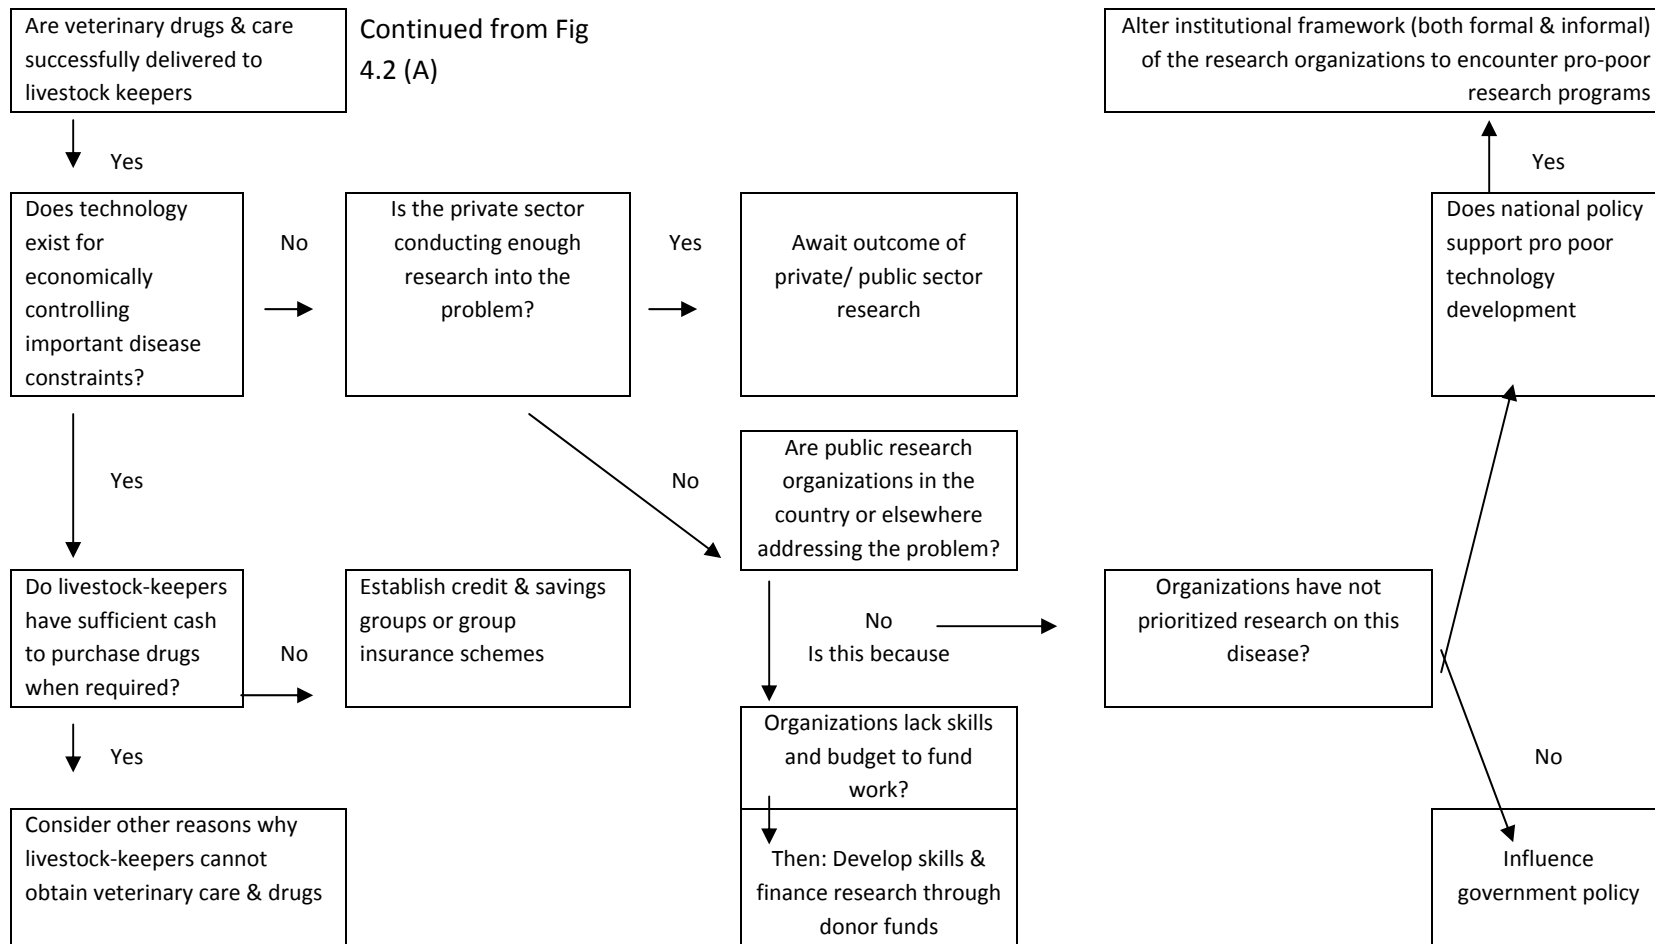 Are veterinary drugs & care
successfully delivered to
livestock keepers
Continued from Fig
4.2 (A)
Alter institutional framework (both formal & informal)
of the research organizations to encounter pro-poor
research programs
Yes
Yes
Does technology
exist for
economically
controlling
important disease
constraints?
No
Is the private sector
conducting enough
research into the
problem?
Yes
Await outcome of
private/ public sector
research
Does national policy
support pro poor
technology
development
Yes
No
Are public research
organizations in the
country or elsewhere
addressing the problem?
Do livestock-keepers
have sufficient cash
to purchase drugs
when required?
No
Establish credit & savings
groups or group
insurance schemes
No
Is this because
Organizations have not
prioritized research on this
disease?
Yes
Organizations lack skills
and budget to fund
work?
No
Consider other reasons why
livestock-keepers cannot
obtain veterinary care & drugs
Then: Develop skills &
finance research through
donor funds
Influence
government policy